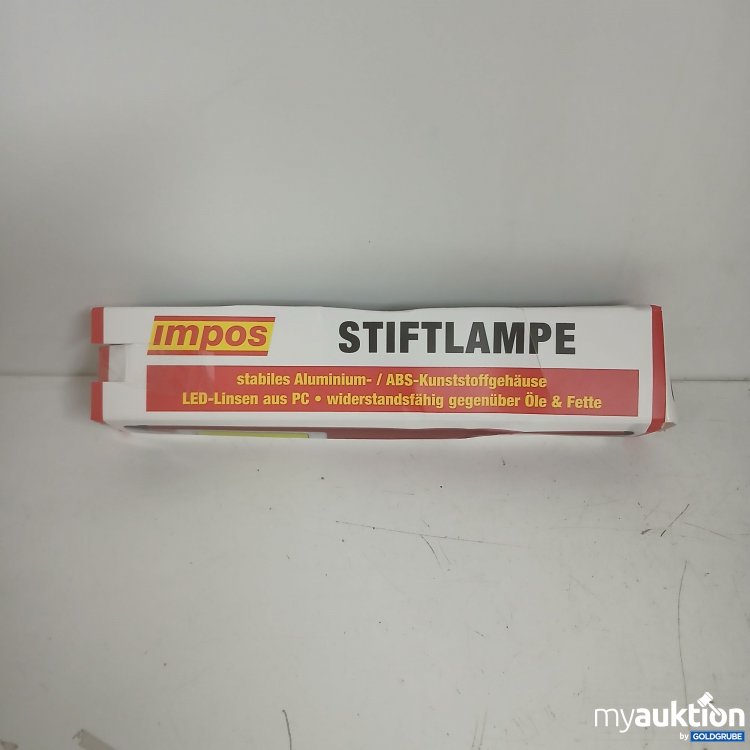 impos
STIFTLAMPE
stabiles Aluminium- / ABS-Kunststoffgehäuse
LED-Linsen aus PC • widerstandsfähig gegenüber Öle & Fette
myauktion
by GOLDGRUBE